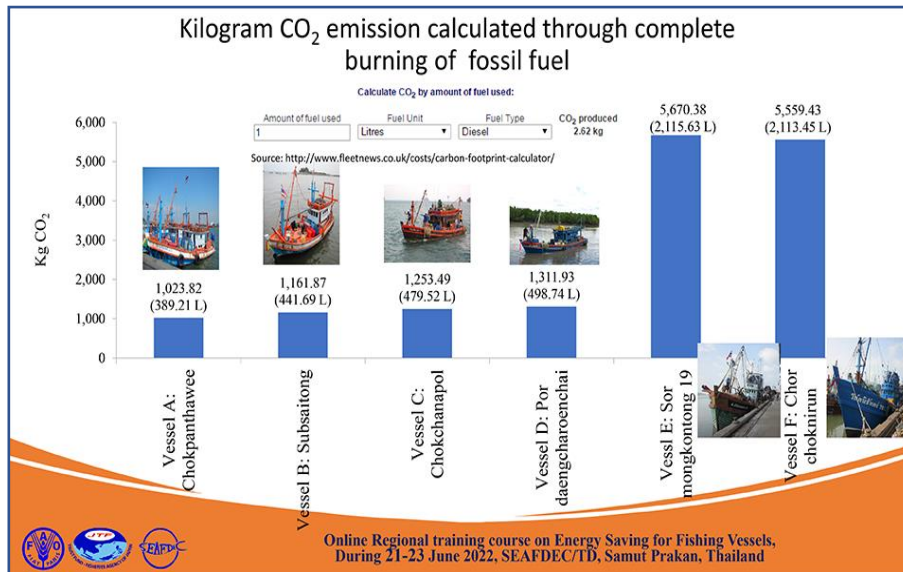 Kilogram CO₂ emission calculated through complete
burning of fossil fuel
Calculate CO₂ by amount of fuel used:
Amount of fuel used
Fuel Unit
Fuel Type
CO₂ produced
1
Litres
Diesel
2.62 kg
Source: http://www.fleetnews.co.uk/costs/carbon-footprint-calculator/
Kg CO₂
6,000
5,000
4,000
3,000
2,000
1,000
0
1,023.82
(389.21 L)
1,161.87
(441.69 L)
1,253.49
(479.52 L)
1,311.93
(498.74 L)
5,670.38
(2,115.63 L)
5,559.43
(2,113.45 L)
Vessel A:
Chokpanthawee
Vessel B: Subsaitong
Vessel C:
Chokchanapol
Vessel D: Por
daengcharoenchai
Vessl E: Sor
mongkontong 19
Vessel F: Chor
choknirun
FAO
FIAT PANIS
JTF
SEAFDEC
Online Regional training course on Energy Saving for Fishing Vessels,
During 21-23 June 2022, SEAFDEC/TD, Samut Prakan, Thailand